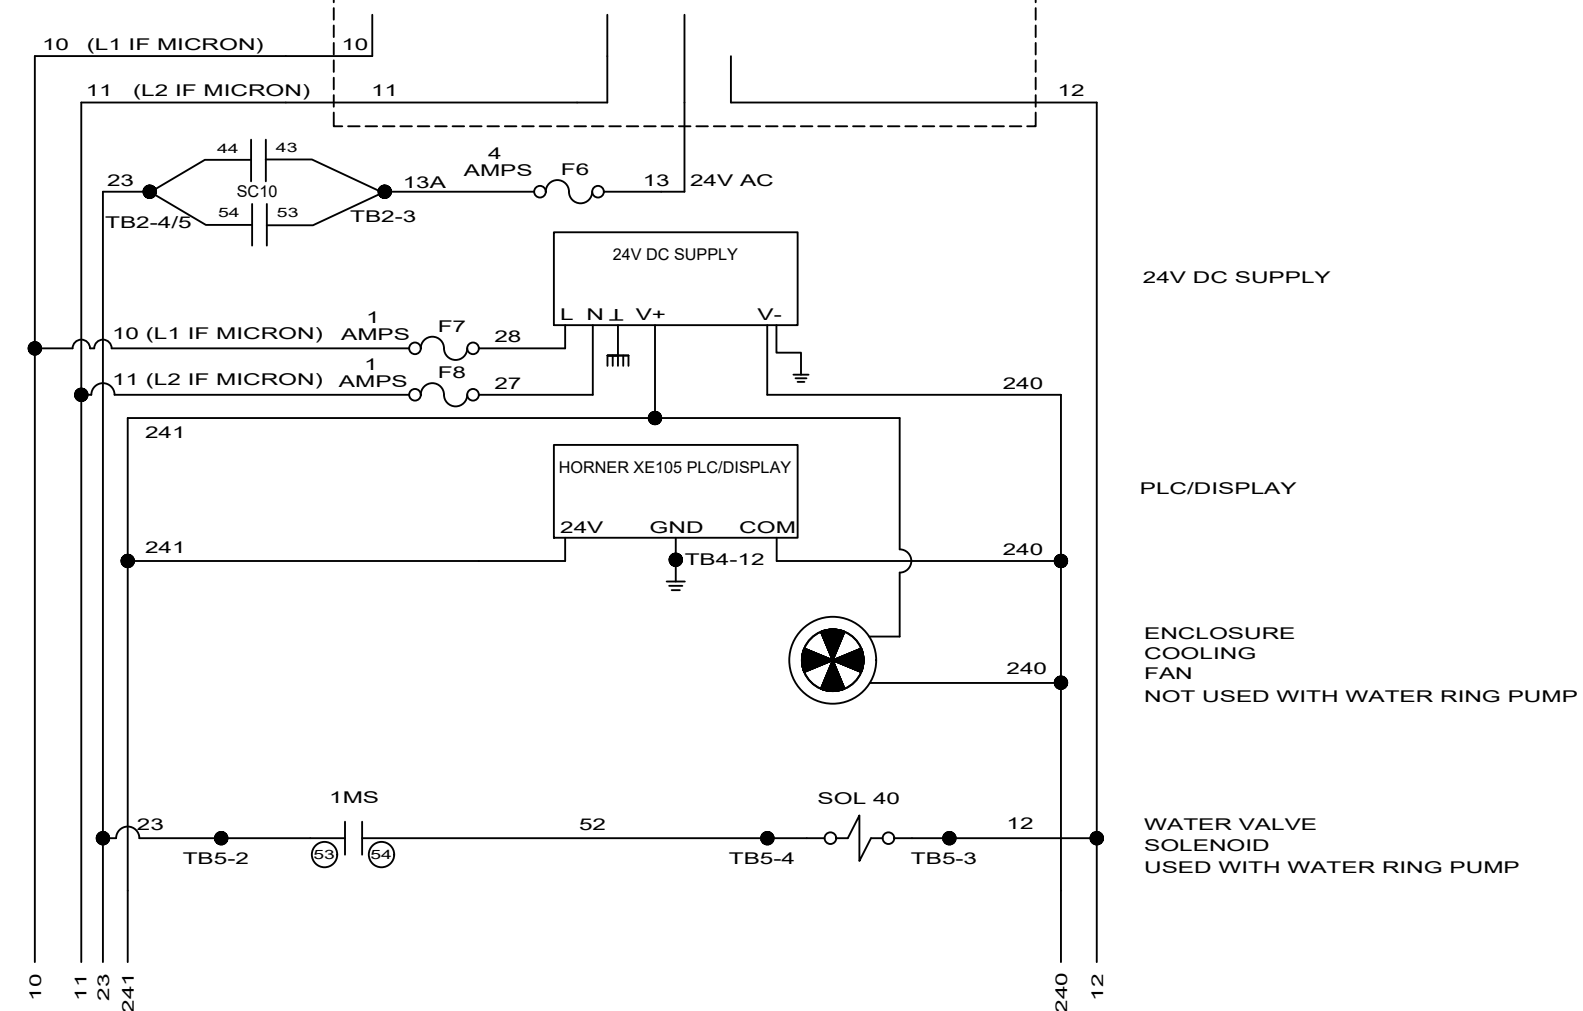 10 (L1 IF MICRON) 10
11 (L2 IF MICRON) 11 12
44 43
4
AMPS F6
23 SC10 13A 13 24V AC
54 53
TB2-4/5 TB2-3
24V DC SUPPLY
24V DC SUPPLY
L N V+ V-
10 (L1 IF MICRON) 1
AMPS F7 28
11 (L2 IF MICRON) 1
AMPS F8 27 240
241
HORNER XE105 PLC/DISPLAY
PLC/DISPLAY
24V GND COM
241 TB4-12 240
ENCLOSURE
COOLING
FAN
NOT USED WITH WATER RING PUMP
240
1MS SOL 40
23 52 12
TB5-2 53 54 TB5-4 TB5-3
WATER VALVE
SOLENOID
USED WITH WATER RING PUMP
10 11 23 241 240 12